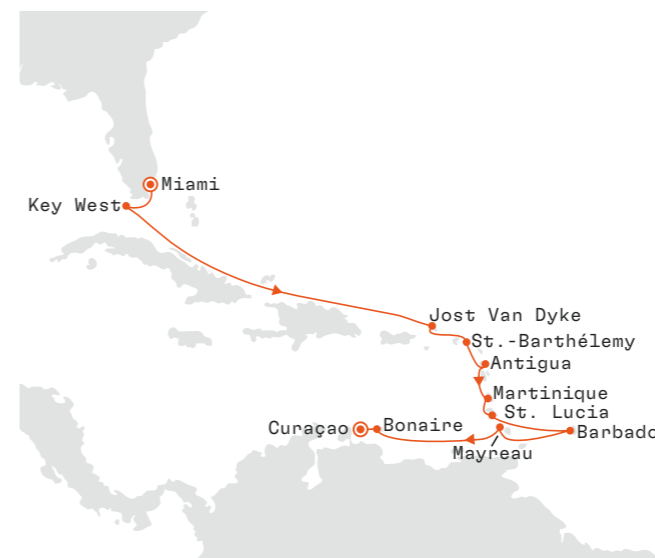 Miami
Key West
Jost Van Dyke
St.-Barthélemy
Antigua
Martinique
St. Lucia
Curaçao
Bonaire
Barbado
Mayreau